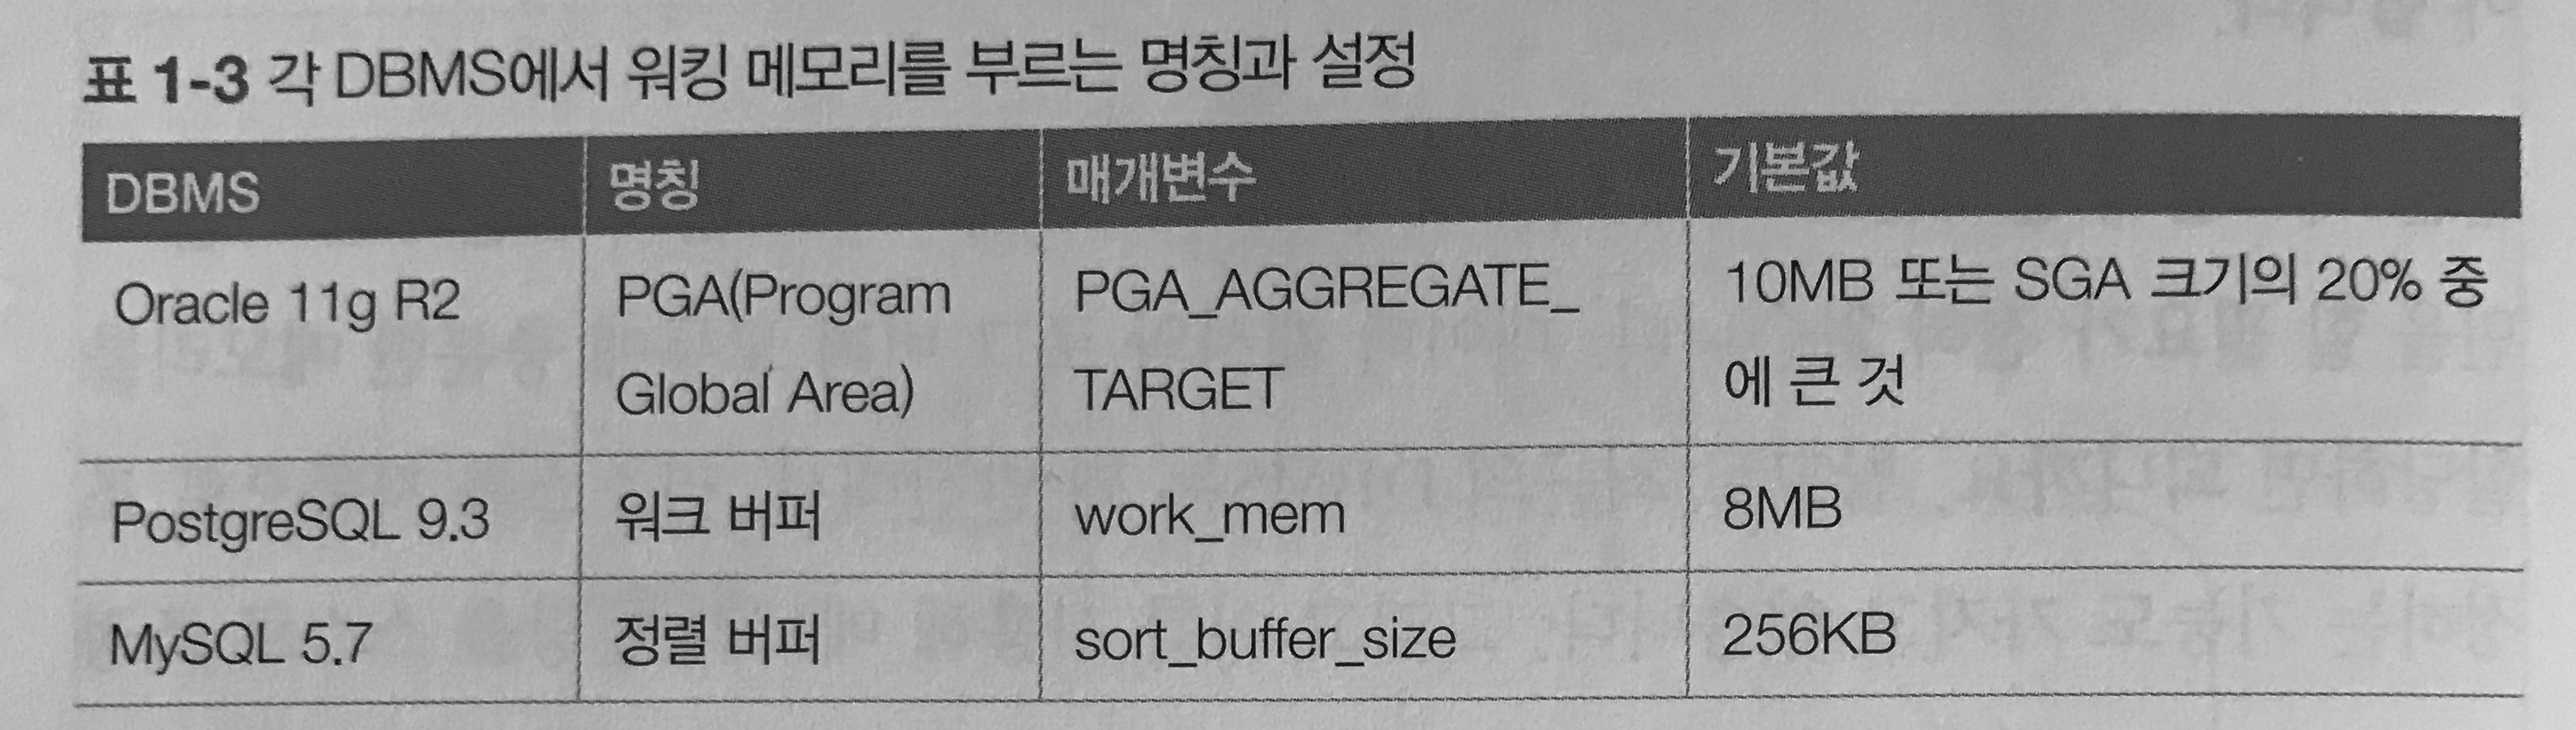 표 1-3 각 DBMS에서 워킹 메모리를 부르는 명칭과 설정
DBMS 명칭 매개변수 기본값
Oracle 11g R2 PGA(Program PGA_AGGREGATE_ 10MB 또는 SGA 크기의 20% 중
Global Area) TARGET 에 큰 것
PostgreSQL 9.3 워크 버퍼 work_mem 8MB
MySQL 5.7 정렬 버퍼 sort_buffer_size 256KB